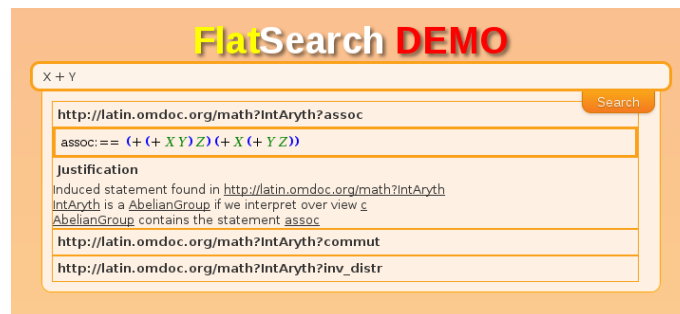 FlatSearch DEMO
X + Y
Search
http://latin.omdoc.org/math?IntAryth?assoc
assoc:== (+ (+ X Y) Z) (+ X (+ Y Z))
Justification
Induced statement found in http://latin.omdoc.org/math?IntAryth
IntAryth is a AbelianGroup if we interpret over view c
AbelianGroup contains the statement assoc
http://latin.omdoc.org/math?IntAryth?commut
http://latin.omdoc.org/math?IntAryth?inv_distr